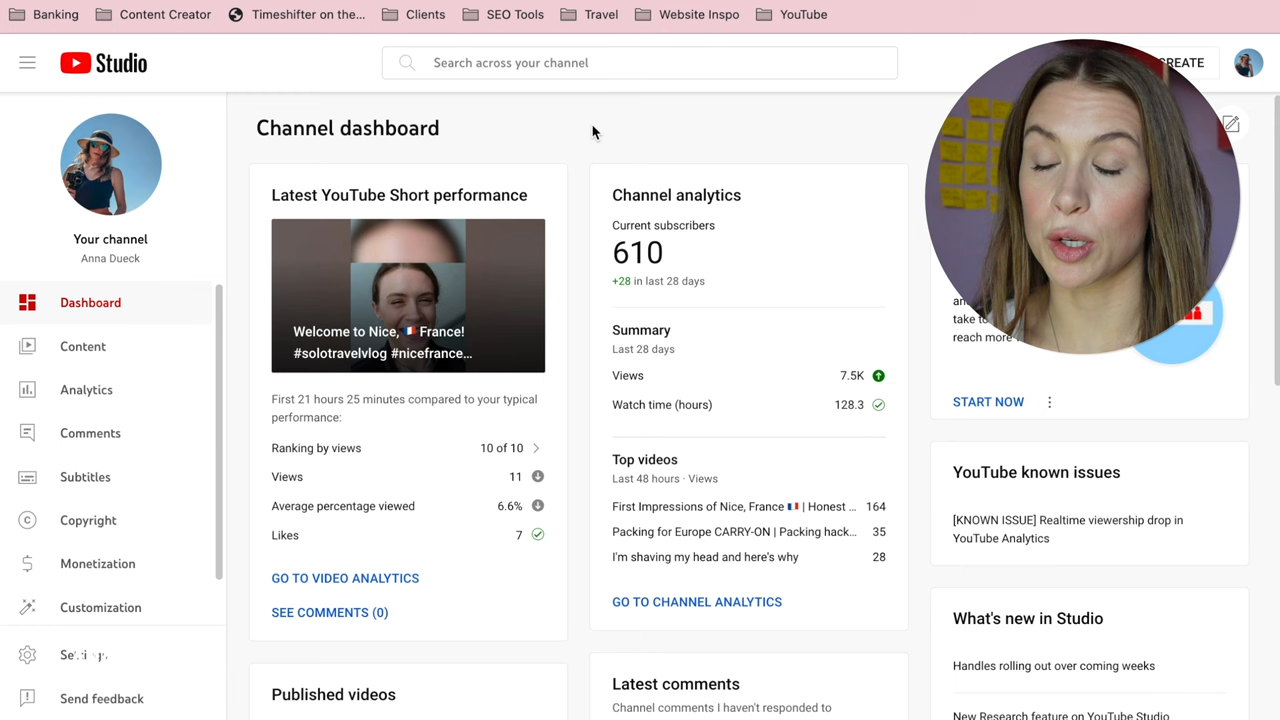 Banking
Content Creator
Timeshifter on the...
Clients
SEO Tools
Travel
Website Inspo
YouTube
Studio
Search across your channel
CREATE
Channel dashboard
Your channel
Anna Dueck
Dashboard
Content
Analytics
Comments
Subtitles
Copyright
Monetization
Customization
Send feedback
Latest YouTube Short performance
Welcome to Nice, 🇫🇷 France!
#solotravelvlog #nicefrance...
First 21 hours 25 minutes compared to your typical
performance:
Ranking by views 10 of 10
Views 11
Average percentage viewed 6.6%
Likes 7
GO TO VIDEO ANALYTICS
SEE COMMENTS (0)
Published videos
Channel analytics
Current subscribers
610
+28 in last 28 days
Summary
Last 28 days
Views 7.5K
Watch time (hours) 128.3
Top videos
Last 48 hours · Views
First Impressions of Nice, France 🇫🇷 | Honest ... 164
Packing for Europe CARRY-ON | Packing hack... 35
I'm shaving my head and here's why 28
GO TO CHANNEL ANALYTICS
Latest comments
Channel comments I haven't responded to
take to
reach more
START NOW
YouTube known issues
[KNOWN ISSUE] Realtime viewership drop in
YouTube Analytics
What's new in Studio
Handles rolling out over coming weeks
New Research feature on YouTube Studio